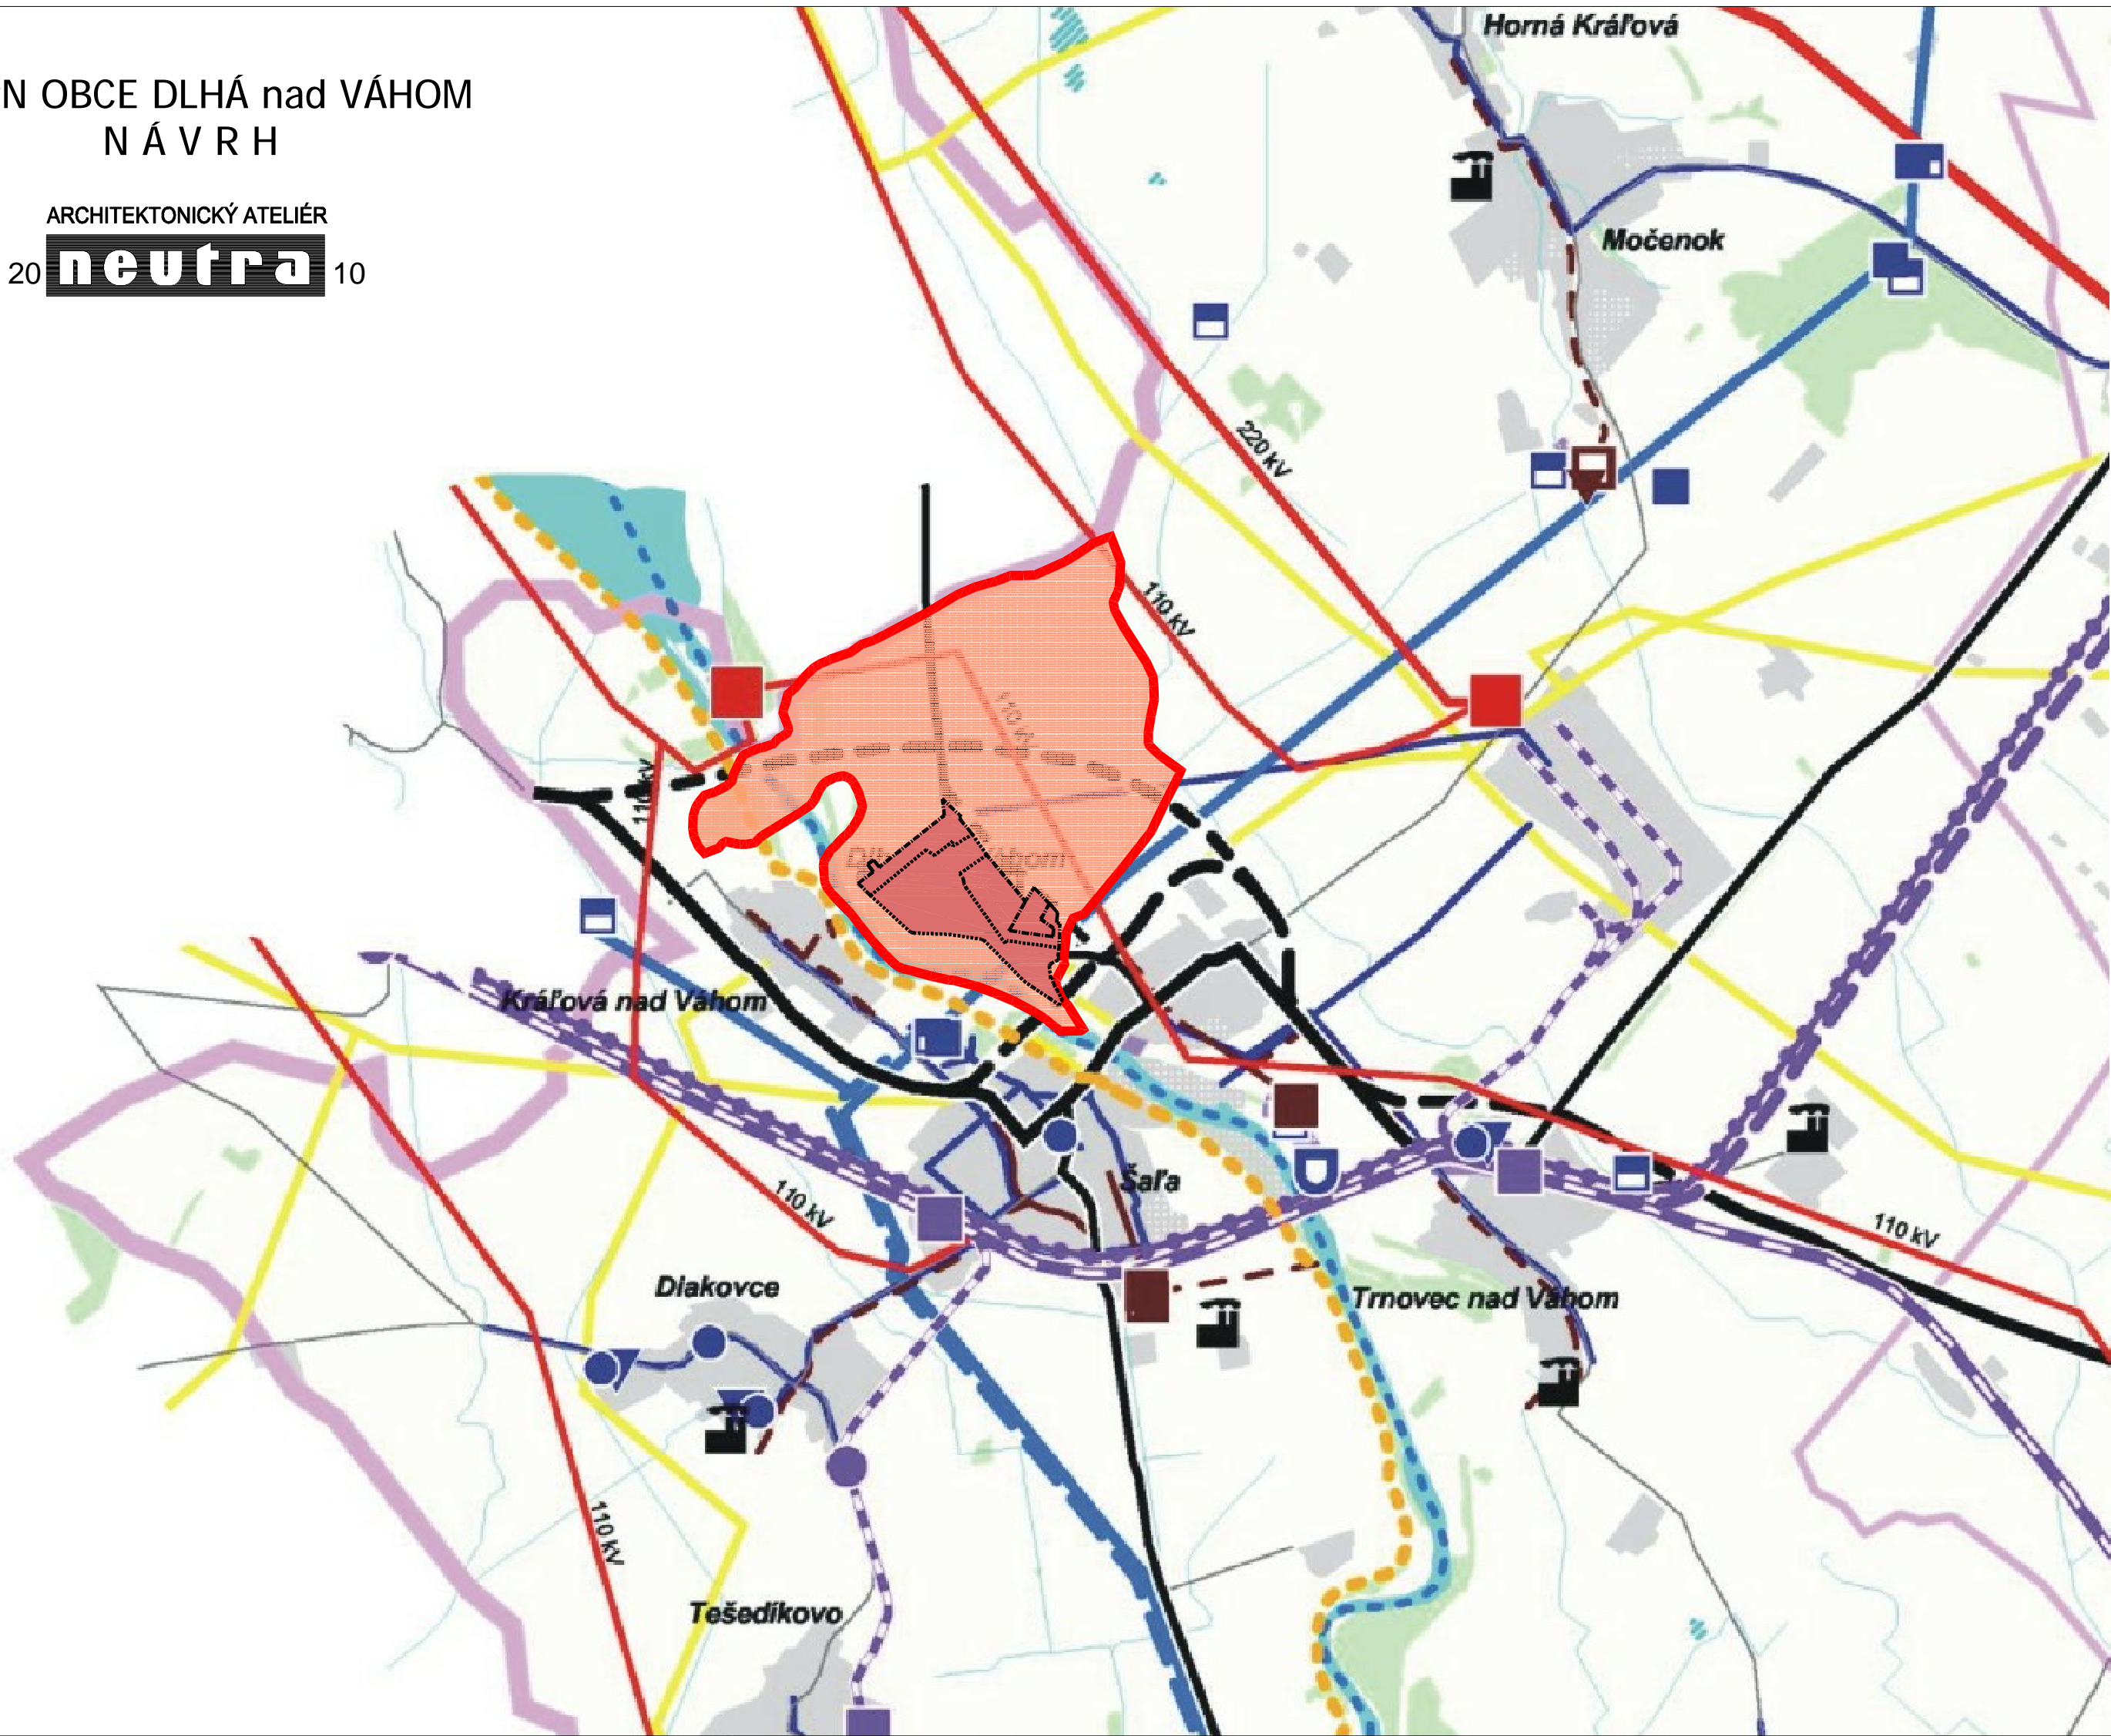 N OBCE DLHÁ nad VÁHOM
N Á V R H
ARCHITEKTONICKÝ ATELIÉR
20 neutra 10
Horná Kráľová
Močenok
220 kV
110 kV
110 kV
110 kV
Kráľová nad Váhom
Šaľa
110 kV
110 kV
Diakovce
Trnovec nad Váhom
110 kV
Tešedíkovo